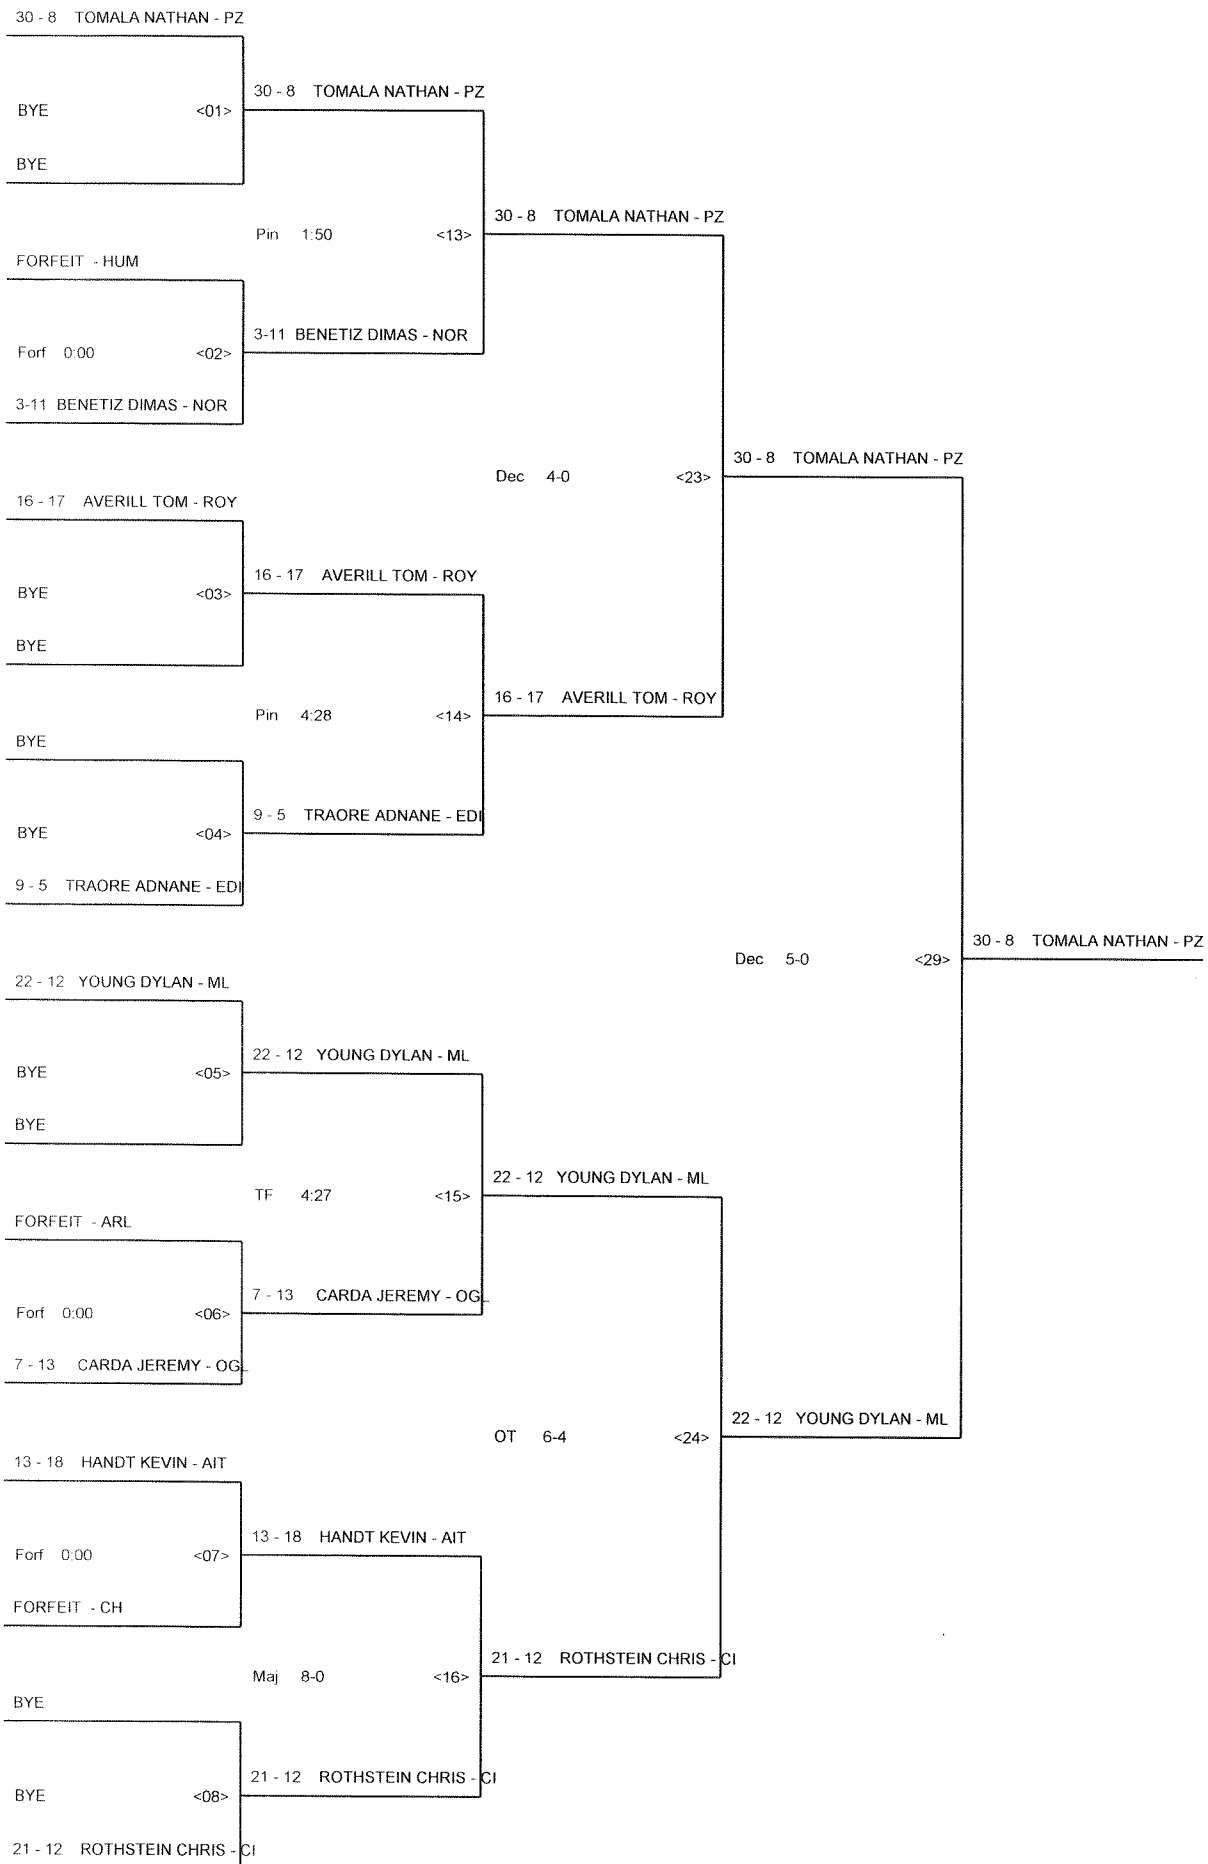 30 - 8 TOMALA NATHAN - PZ
30 - 8 TOMALA NATHAN - PZ
BYE <01>
BYE
30 - 8 TOMALA NATHAN - PZ
Pin 1:50 <13>
FORFEIT - HUM
3-11 BENETIZ DIMAS - NOR
Forf 0:00 <02>
3-11 BENETIZ DIMAS - NOR
30 - 8 TOMALA NATHAN - PZ
Dec 4-0 <23>
16 - 17 AVERILL TOM - ROY
16 - 17 AVERILL TOM - ROY
BYE <03>
BYE
16 - 17 AVERILL TOM - ROY
Pin 4:28 <14>
BYE
9 - 5 TRAORE ADNANE - EDI
BYE <04>
9 - 5 TRAORE ADNANE - EDI
30 - 8 TOMALA NATHAN - PZ
Dec 5-0 <29>
22 - 12 YOUNG DYLAN - ML
22 - 12 YOUNG DYLAN - ML
BYE <05>
BYE
22 - 12 YOUNG DYLAN - ML
TF 4:27 <15>
FORFEIT - ARL
7 - 13 CARDA JEREMY - OGL
Forf 0:00 <06>
7 - 13 CARDA JEREMY - OGL
22 - 12 YOUNG DYLAN - ML
OT 6-4 <24>
13 - 18 HANDT KEVIN - AIT
13 - 18 HANDT KEVIN - AIT
Forf 0:00 <07>
FORFEIT - CH
21 - 12 ROTHSTEIN CHRIS - CI
Maj 8-0 <16>
BYE
21 - 12 ROTHSTEIN CHRIS - CI
BYE <08>
21 - 12 ROTHSTEIN CHRIS - CI